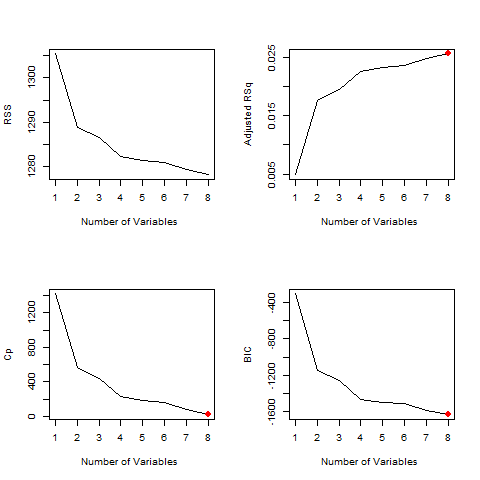 RSS
1280 1290 1300
1 2 3 4 5 6 7 8
Number of Variables
Adjusted RSq
0.005 0.015 0.025
1 2 3 4 5 6 7 8
Number of Variables
Cp
0 400 800 1200
1 2 3 4 5 6 7 8
Number of Variables
BIC
-1600 -1200 -800 -400
1 2 3 4 5 6 7 8
Number of Variables